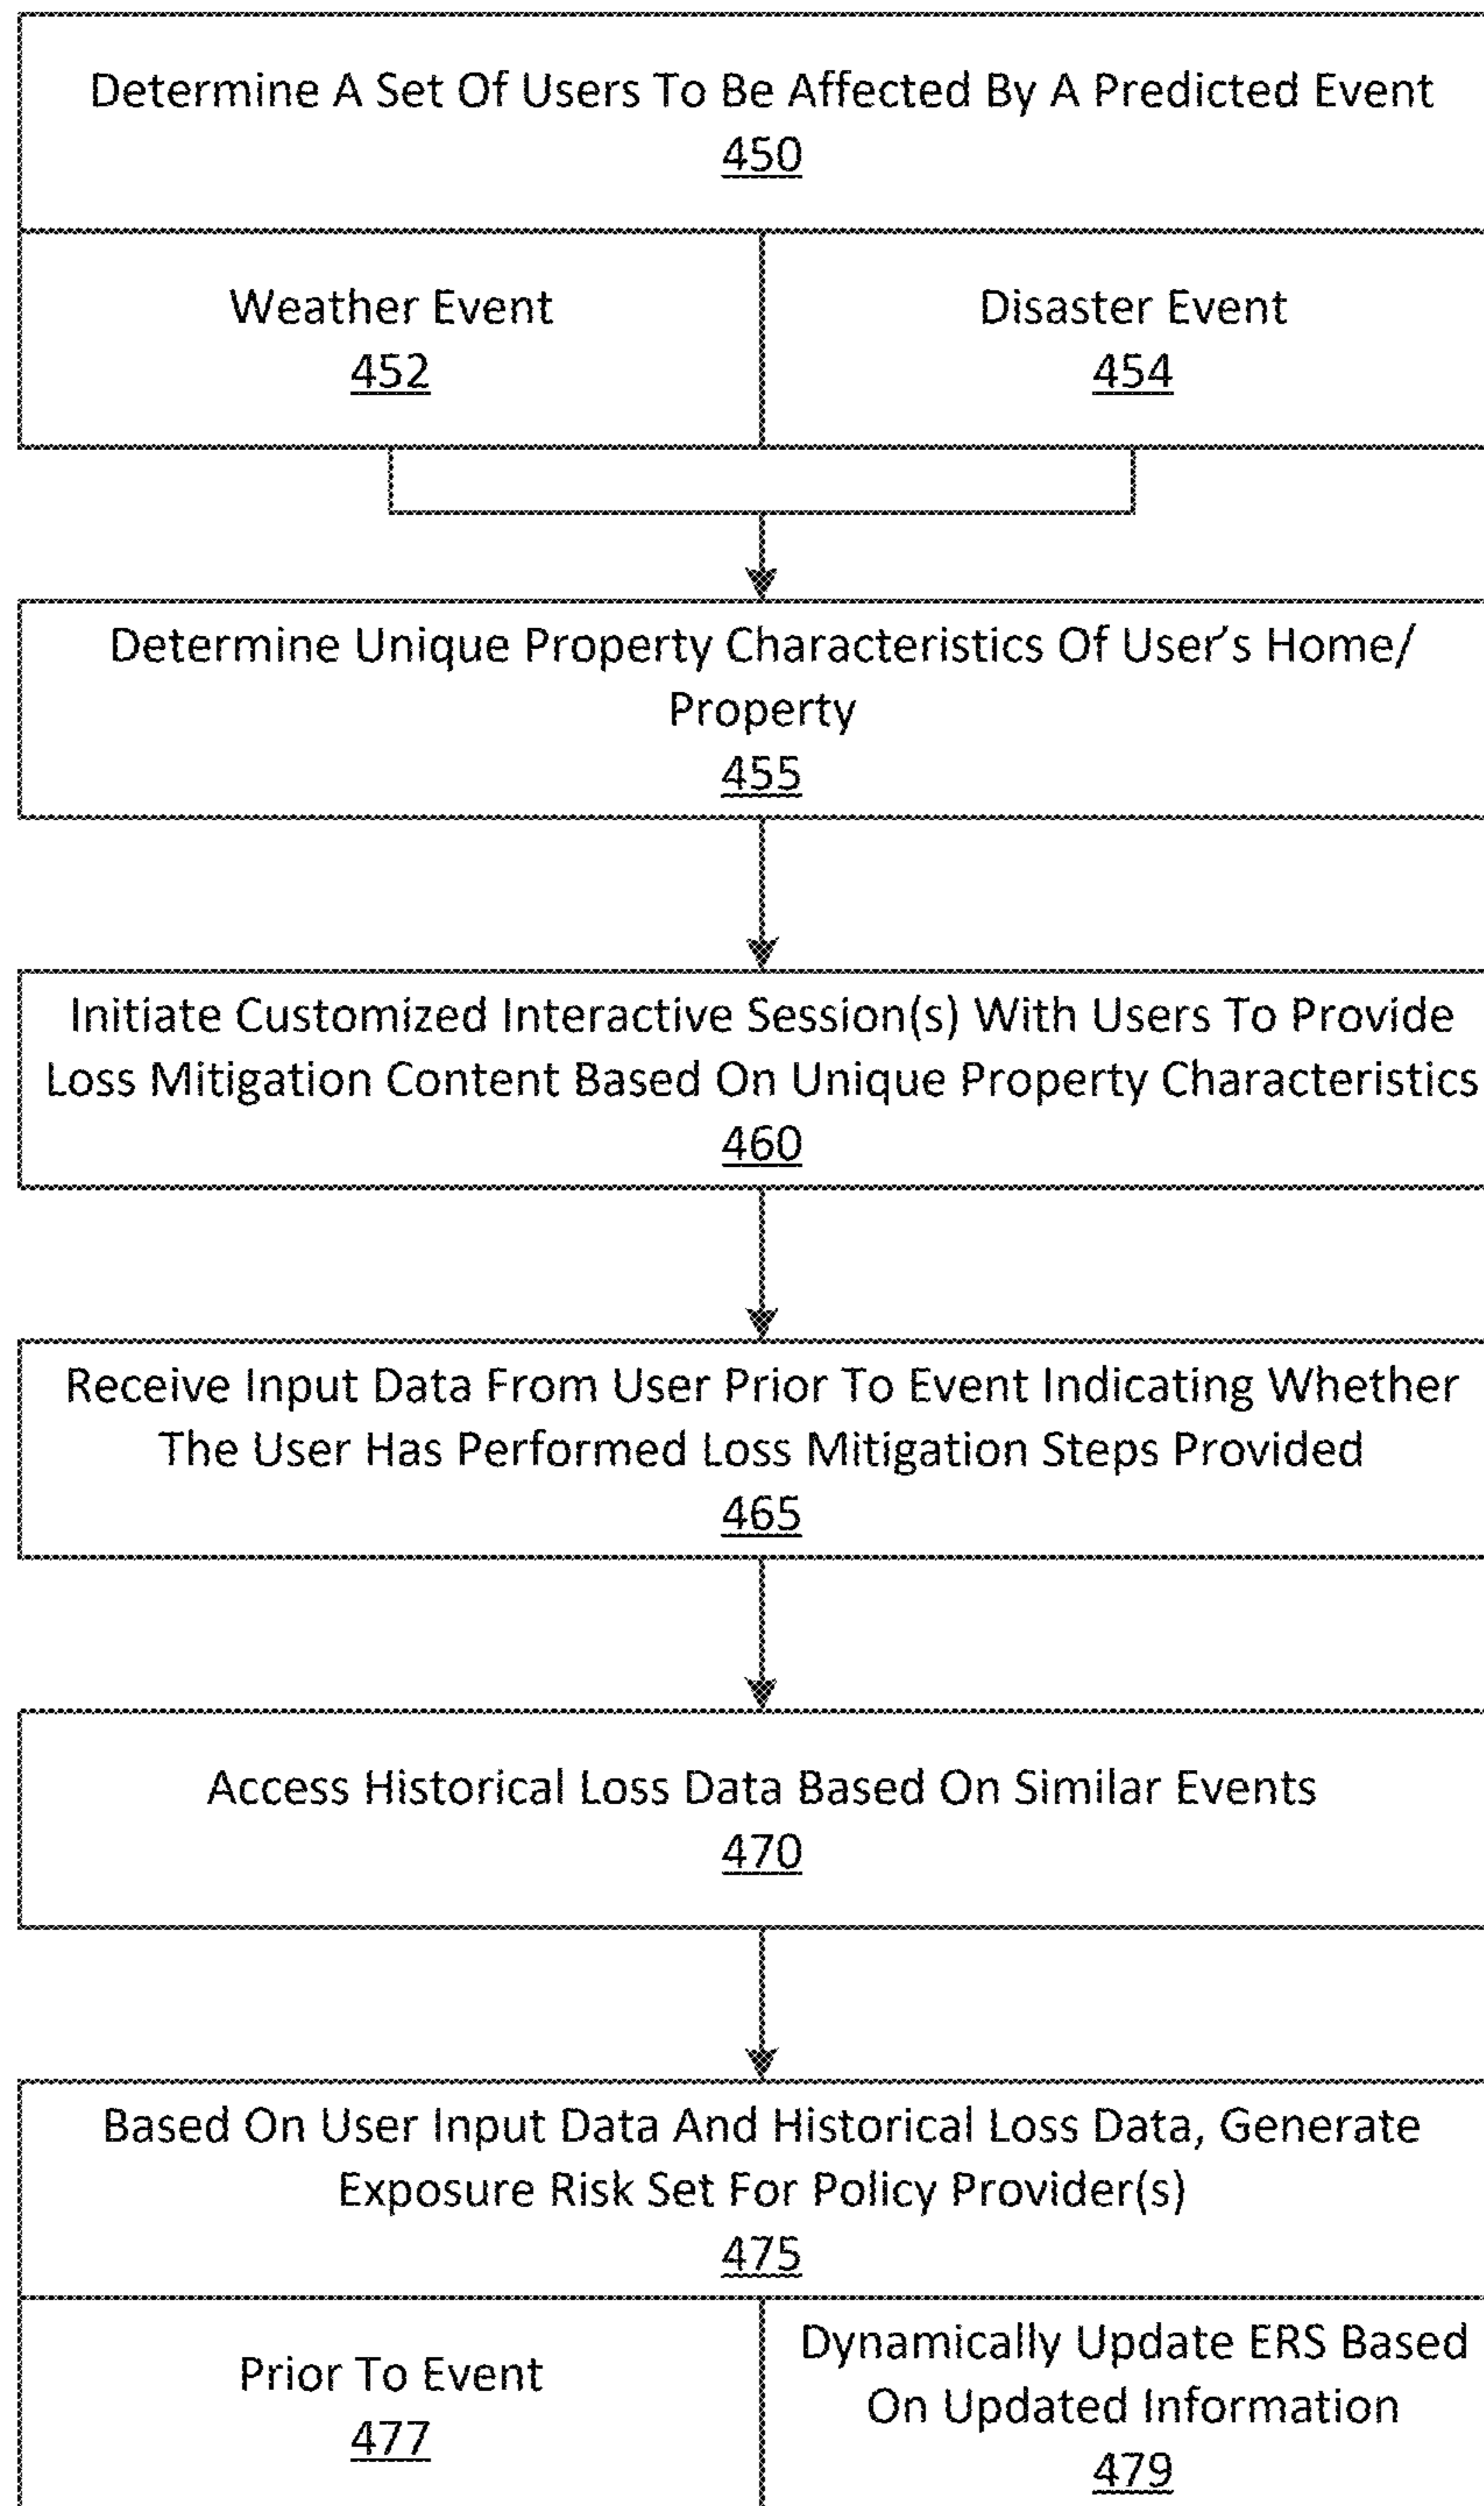 Determine A Set Of Users To Be Affected By A Predicted Event
450
Weather Event
452
Disaster Event
454
Determine Unique Property Characteristics Of User's Home/
Property
455
Initiate Customized Interactive Session(s) With Users To Provide
Loss Mitigation Content Based On Unique Property Characteristics
460
Receive Input Data From User Prior To Event Indicating Whether
The User Has Performed Loss Mitigation Steps Provided
465
Access Historical Loss Data Based On Similar Events
470
Based On User Input Data And Historical Loss Data, Generate
Exposure Risk Set For Policy Provider(s)
475
Prior To Event
477
Dynamically Update ERS Based
On Updated Information
479